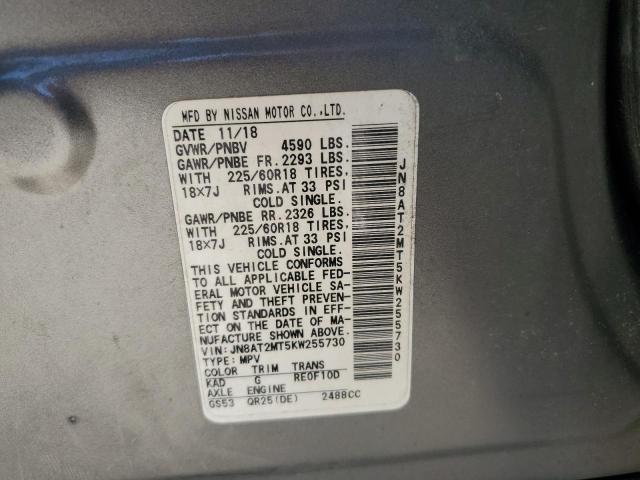 MFD BY NISSAN MOTOR CO.,LTD.
DATE 11/18
GVWR/PNBV 4590 LBS.
GAWR/PNBE FR. 2293 LBS.
WITH 225/60R18 TIRES,
18X7J RIMS.AT 33 PSI
COLD SINGLE.
GAWR/PNBE RR. 2326 LBS.
WITH 225/60R18 TIRES,
18X7J RIMS.AT 33 PSI
COLD SINGLE.
THIS VEHICLE CONFORMS
TO ALL APPLICABLE FED-
ERAL MOTOR VEHICLE SA-
FETY AND THEFT PREVEN-
TION STANDARDS IN EFF-
ECT ON THE DATE OF MA-
NUFACTURE SHOWN ABOVE.
VIN:JN8AT2MT5KW255730
TYPE:MPV
COLOR TRIM TRANS
KAD G RE0F10D
AXLE ENGINE
GS53 QR25(DE) 2488CC
JN8AT2MT5KW255730